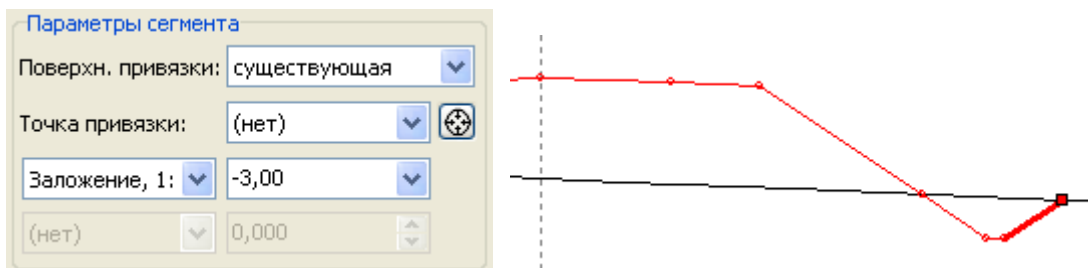 Параметры сегмента
Поверхн. привязки: существующая
Точка привязки: (нет)
Заложение, 1: -3,00
(нет) 0,000